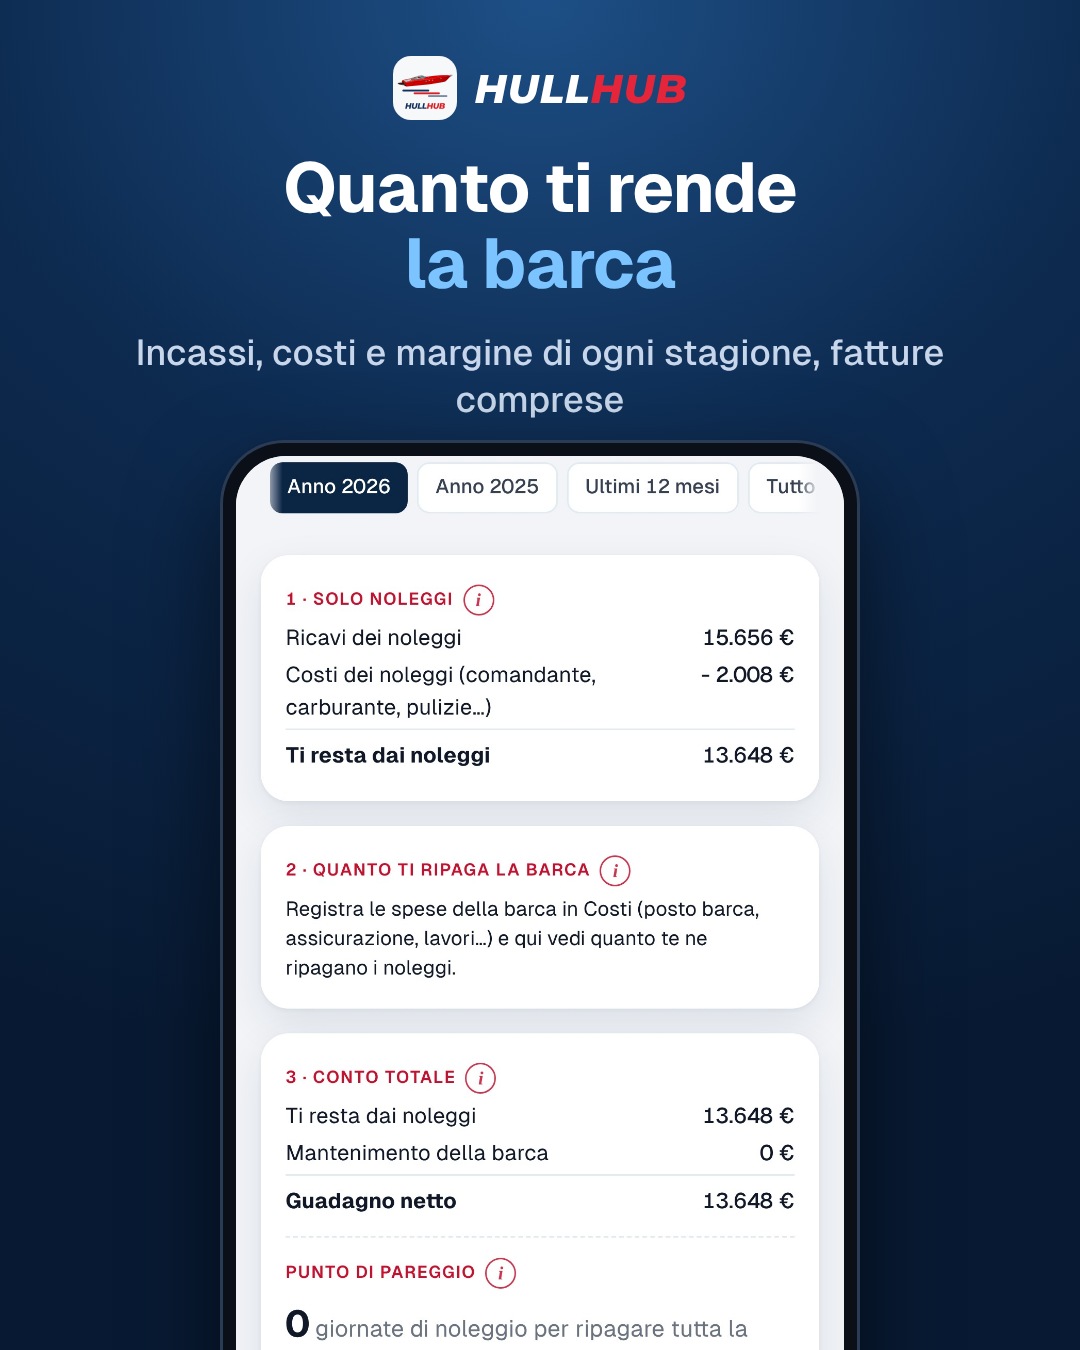 HULLHUB
HULLHUB
Quanto ti rende
la barca
Incassi, costi e margine di ogni stagione, fatture
comprese
Anno 2026 Anno 2025 Ultimi 12 mesi Tutto
1 · SOLO NOLEGGI i
Ricavi dei noleggi 15.656 €
Costi dei noleggi (comandante, - 2.008 €
carburante, pulizie...)
Ti resta dai noleggi 13.648 €
2 · QUANTO TI RIPAGA LA BARCA i
Registra le spese della barca in Costi (posto barca,
assicurazione, lavori...) e qui vedi quanto te ne
ripagano i noleggi.
3 · CONTO TOTALE i
Ti resta dai noleggi 13.648 €
Mantenimento della barca 0 €
Guadagno netto 13.648 €
PUNTO DI PAREGGIO i
0 giornate di noleggio per ripagare tutta la